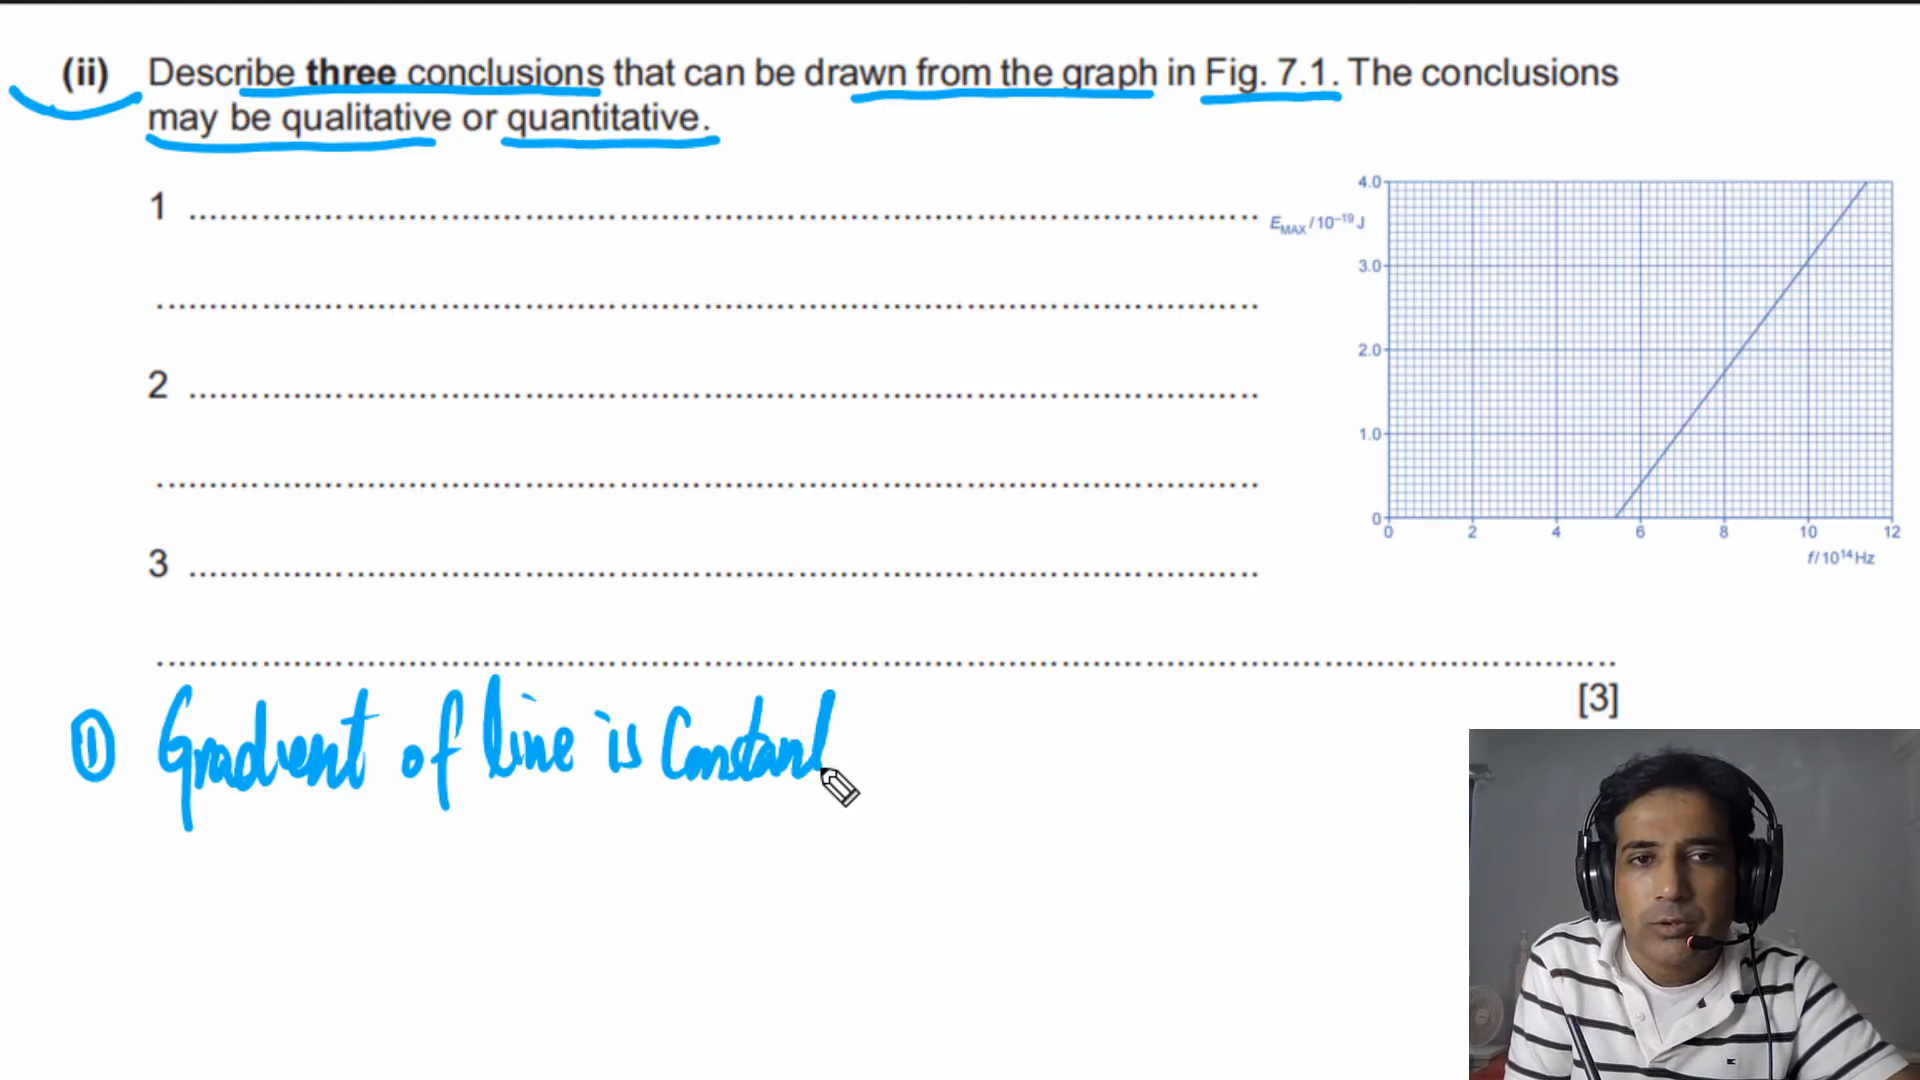 (ii) Describe three conclusions that can be drawn from the graph in Fig. 7.1. The conclusions
may be qualitative or quantitative.
1 ................................................................
2 ................................................................
3 ................................................................
[3]
4.0
E_MAX / 10⁻¹⁹ J
3.0
2.0
1.0
0
0 2 4 6 8 10 12
f / 10¹⁴ Hz
① Gradient of line is Constant